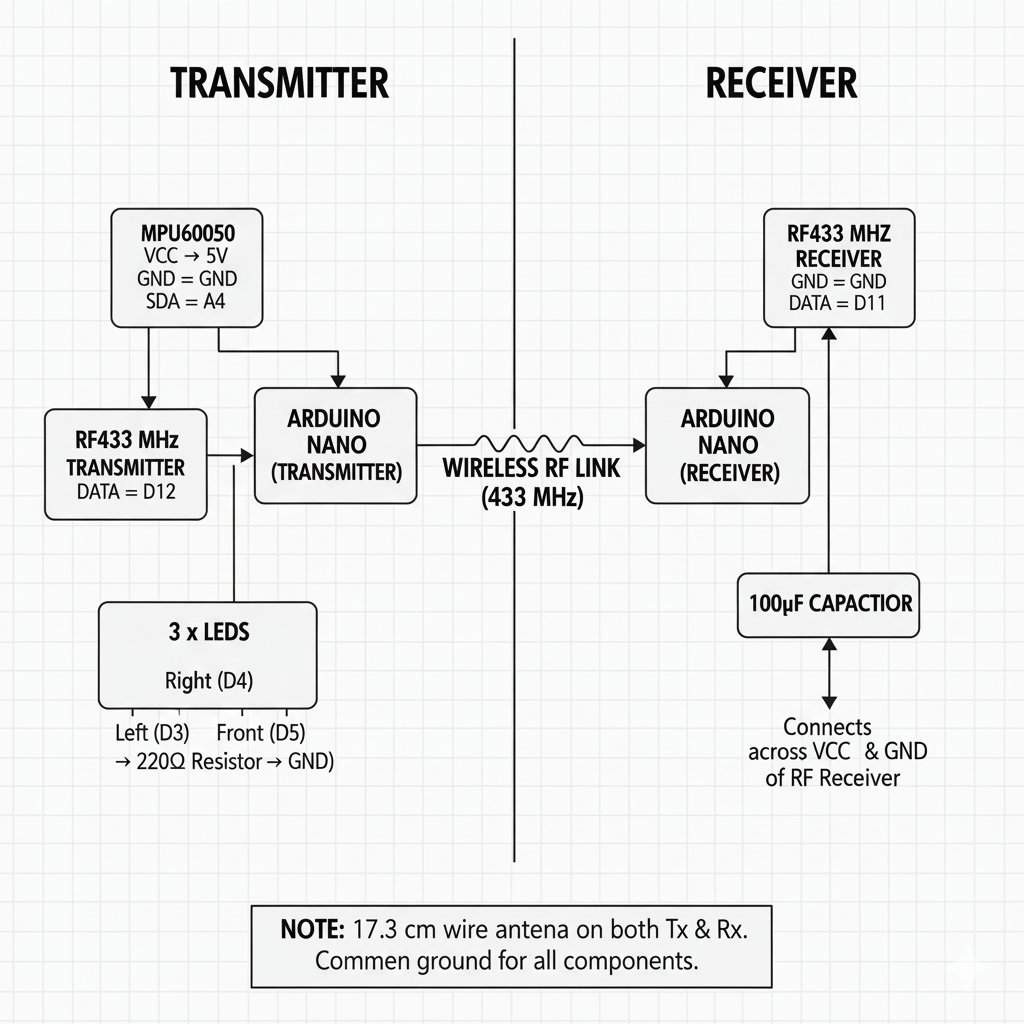 TRANSMITTER
RECEIVER
MPU60050
VCC → 5V
GND = GND
SDA = A4
RF433 MHz
TRANSMITTER
DATA = D12
ARDUINO
NANO
(TRANSMITTER)
WIRELESS RF LINK
(433 MHz)
3 x LEDS
Right (D4)
Left (D3) Front (D5)
→ 220Ω Resistor → GND)
RF433 MHZ
RECEIVER
GND = GND
DATA = D11
ARDUINO
NANO
(RECEIVER)
100µF CAPACTIOR
Connects
across VCC & GND
of RF Receiver
NOTE: 17.3 cm wire antena on both Tx & Rx.
Commen ground for all components.